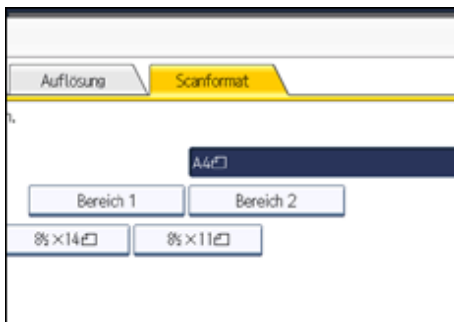 Auflösung Scanformat
n.
A4
Bereich 1 Bereich 2
8½×14 8½×11